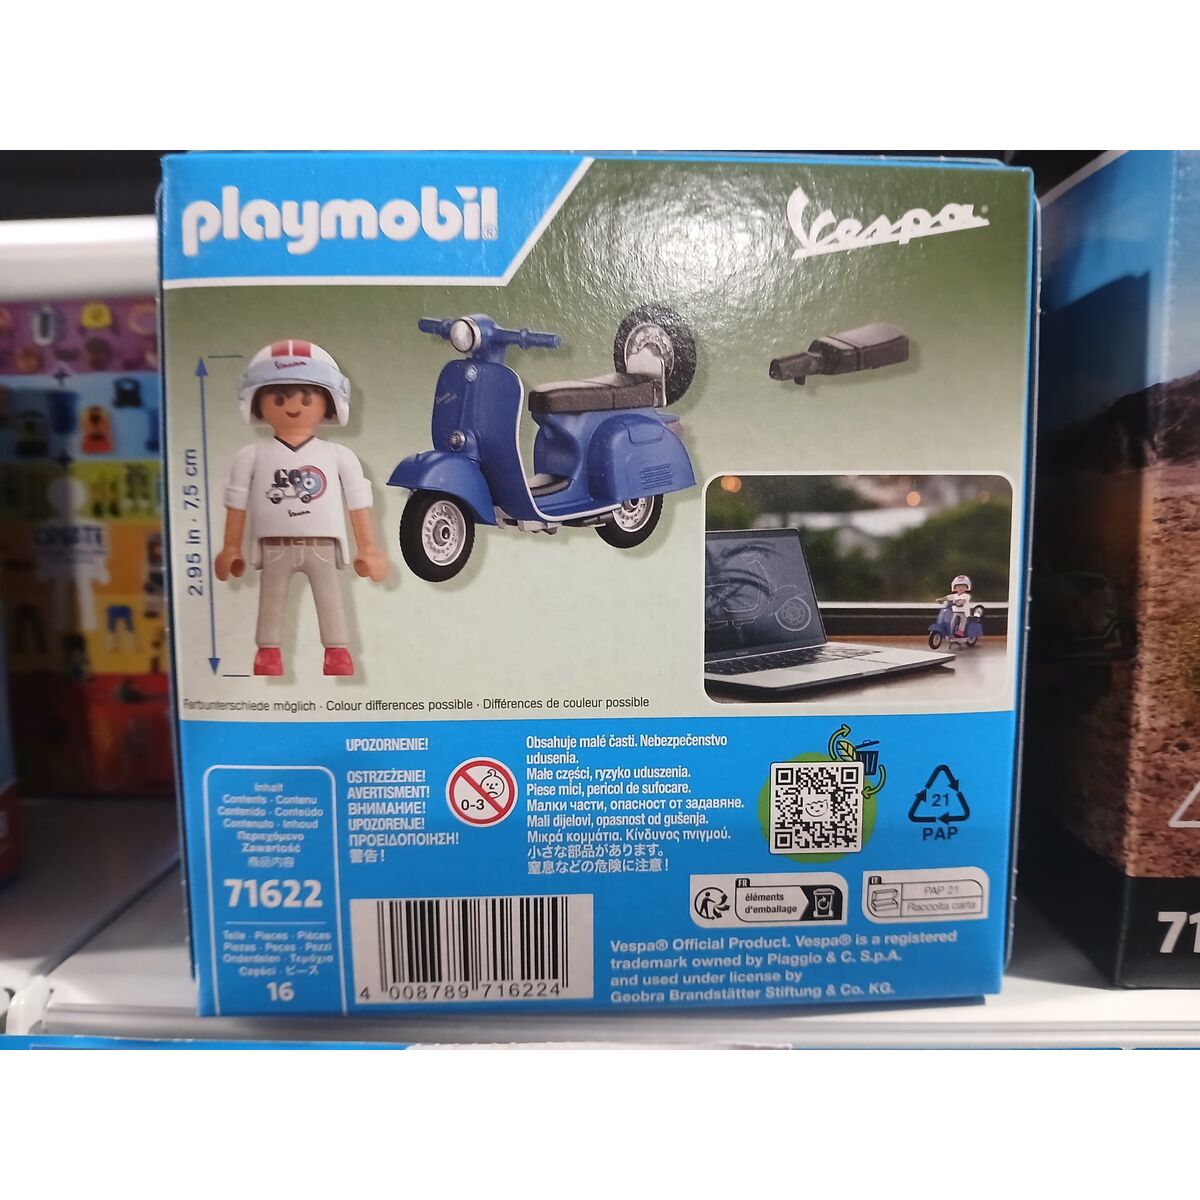 playmobil®
Vespa®
2.95 in · 7,5 cm
Vespa
GO
Vespa
Farbunterschiede möglich · Colour differences possible · Différences de couleur possible
Inhalt
Contents · Contenu
Contenido · Conteúdo
Contenuto · Inhoud
Περιεχόμενο
Zawartość
商品内容
71622
Teile · Pieces · Pièces
Piezas · Peças · Pezzi
Onderdelen · Τεμάχια
Części · ピース
16
UPOZORNENIE!
OSTRZEŻENIE!
AVERTISMENT!
ВНИМАНИЕ!
UPOZORENJE!
ΠΡΟΕΙΔΟΠΟΙΗΣΗ!
警告!
0-3
Obsahuje malé časti. Nebezpečenstvo
udusenia.
Małe części, ryzyko uduszenia.
Piese mici, pericol de sufocare.
Малки части, опасност от задавяне.
Mali dijelovi, opasnost od gušenja.
Μικρά κομμάτια. Κίνδυνος πνιγμού.
小さな部品があります。
窒息などの危険に注意!
21
PAP
FR
éléments
d'emballage
IT
PAP 21
Raccolta carta
4 008789 716224
Vespa® Official Product. Vespa® is a registered
trademark owned by Piaggio & C. S.p.A.
and used under license by
Geobra Brandstätter Stiftung & Co. KG.
71